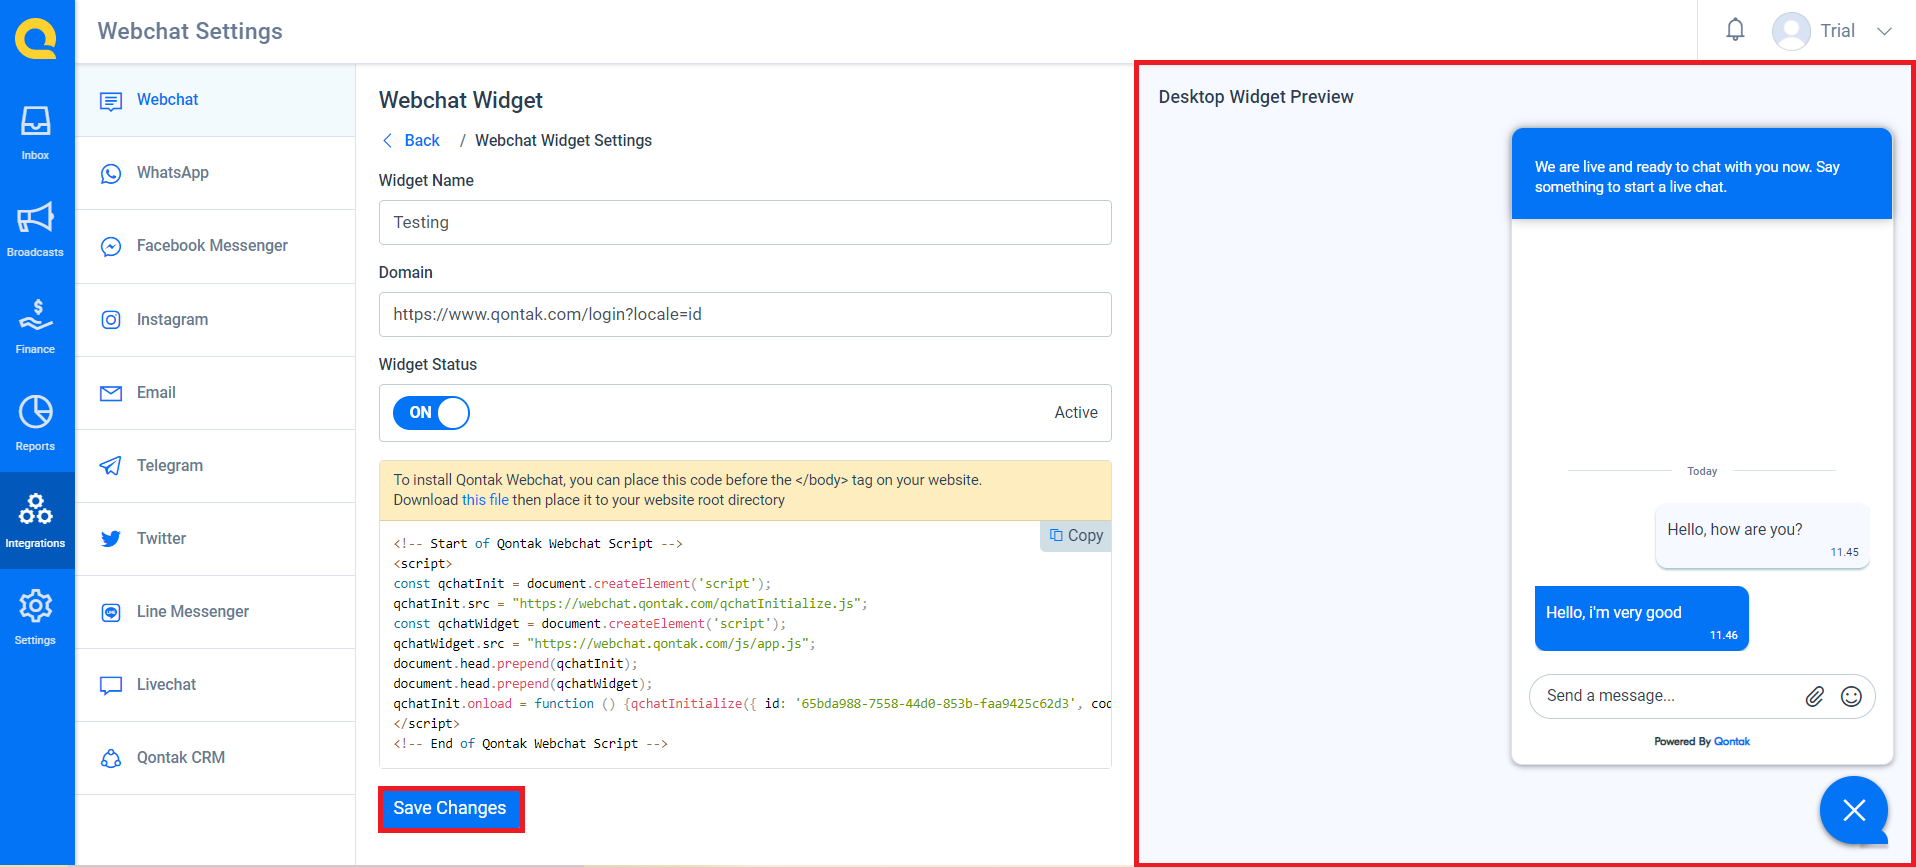 Webchat Settings
Trial
Inbox
Broadcasts
Finance
Reports
Integrations
Settings
Webchat
WhatsApp
Facebook Messenger
Instagram
Email
Telegram
Twitter
Line Messenger
Livechat
Qontak CRM
Webchat Widget
Back / Webchat Widget Settings
Widget Name
Testing
Domain
https://www.qontak.com/login?locale=id
Widget Status
ON
Active
To install Qontak Webchat, you can place this code before the </body> tag on your website.
Download this file then place it to your website root directory
Copy
<!-- Start of Qontak Webchat Script -->
<script>
const qchatInit = document.createElement('script');
qchatInit.src = "https://webchat.qontak.com/qchatInitialize.js";
const qchatWidget = document.createElement('script');
qchatWidget.src = "https://webchat.qontak.com/js/app.js";
document.head.prepend(qchatInit);
document.head.prepend(qchatWidget);
qchatInit.onload = function () {qchatInitialize({ id: '65bda988-7558-44d0-853b-faa9425c62d3', cod
</script>
<!-- End of Qontak Webchat Script -->
Save Changes
Desktop Widget Preview
We are live and ready to chat with you now. Say
something to start a live chat.
Today
Hello, how are you?
11.45
Hello, i'm very good
11.46
Send a message...
Powered By Qontak